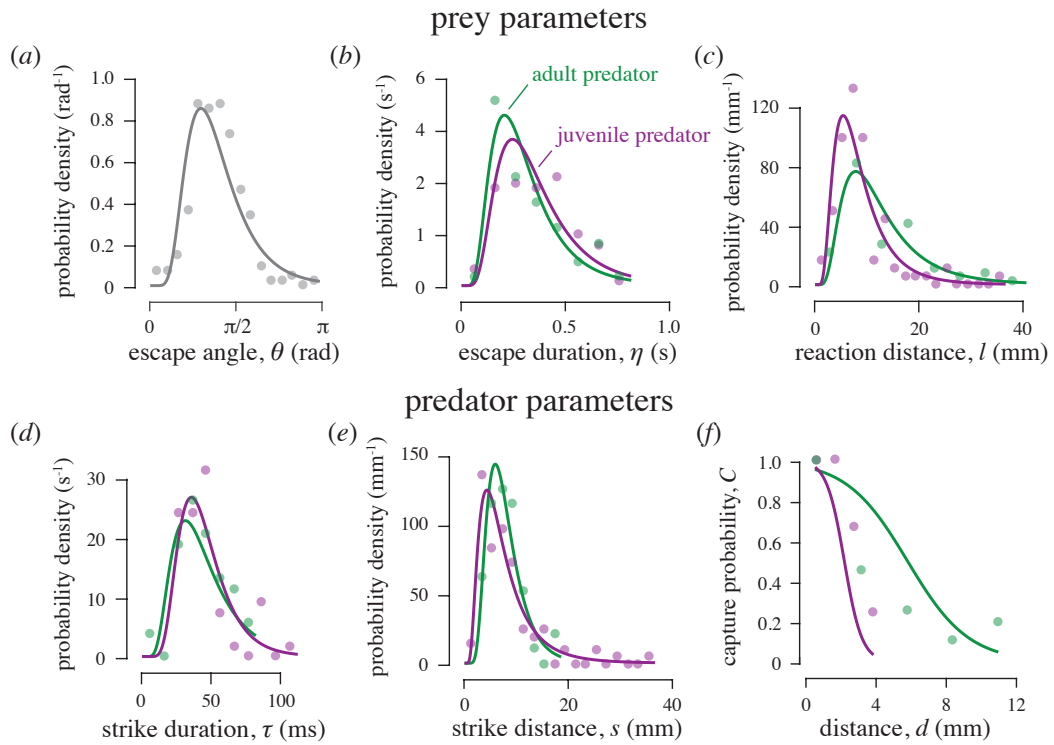 prey parameters
(a)
probability density (rad-1)
1.0
0.8
0.6
0.4
0.2
0
0
π/2
π
escape angle, θ (rad)
(b)
probability density (s-1)
6
4
2
1
0
adult predator
juvenile predator
0
0.5
1.0
escape duration, η (s)
(c)
probability density (mm-1)
120
80
40
0
0
20
40
reaction distance, l (mm)
predator parameters
(d)
probability density (s-1)
30
20
10
0
0
50
100
strike duration, τ (ms)
(e)
probability density (mm-1)
150
100
50
0
0
20
40
strike distance, s (mm)
(f)
capture probability, C
1.0
0.8
0.6
0.4
0.2
0
0
4
8
12
distance, d (mm)